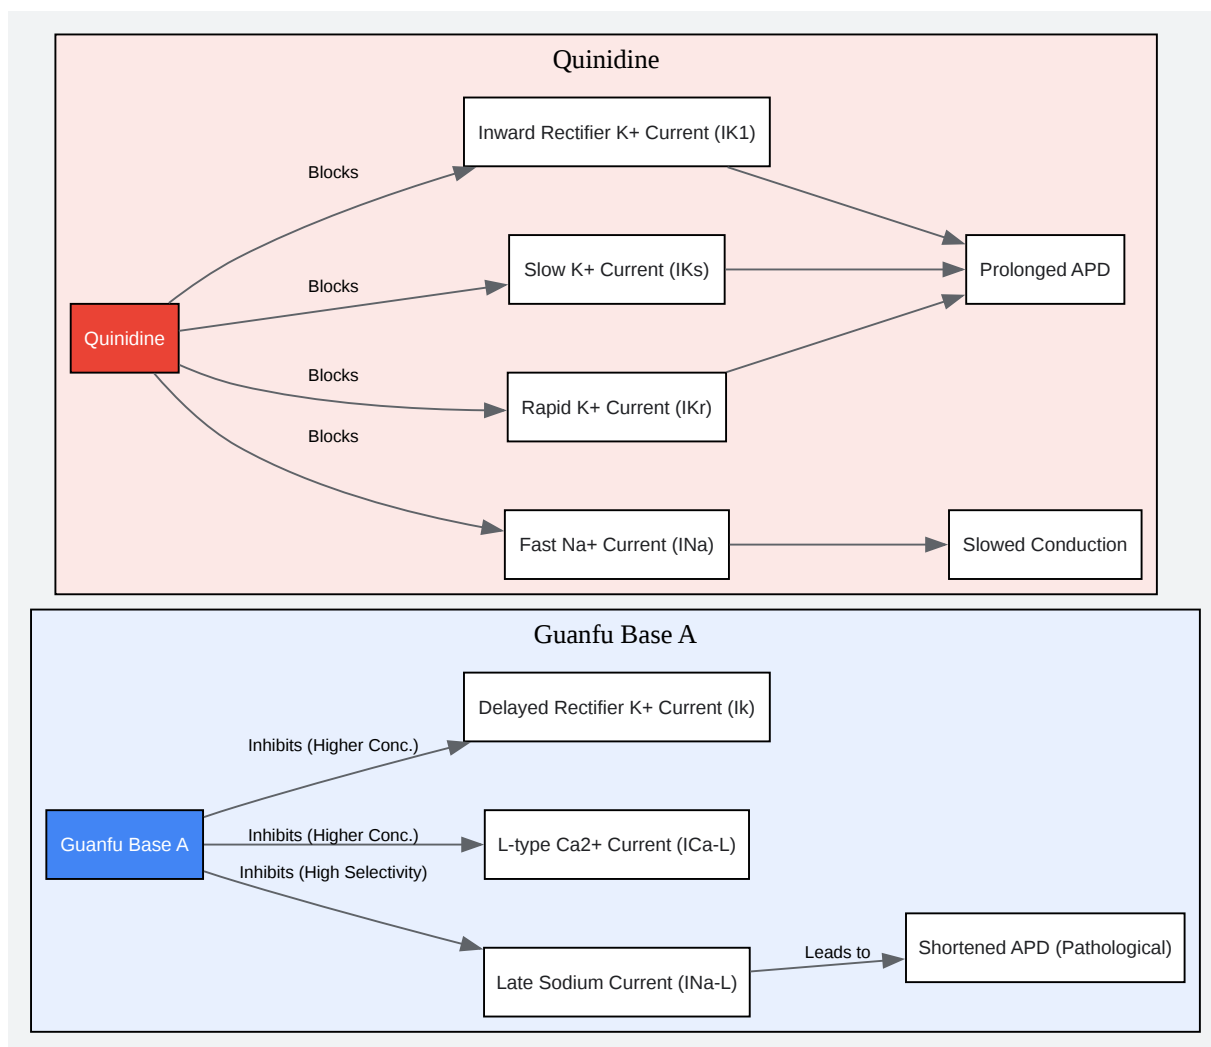 Quinidine
Inward Rectifier K+ Current (IK1)
Blocks
Slow K+ Current (IKs)
Prolonged APD
Blocks
Quinidine
Blocks
Rapid K+ Current (IKr)
Blocks
Fast Na+ Current (INa)
Slowed Conduction
Guanfu Base A
Delayed Rectifier K+ Current (Ik)
Inhibits (Higher Conc.)
Inhibits (Higher Conc.)
Guanfu Base A
L-type Ca2+ Current (ICa-L)
Inhibits (High Selectivity)
Shortened APD (Pathological)
Leads to
Late Sodium Current (INa-L)